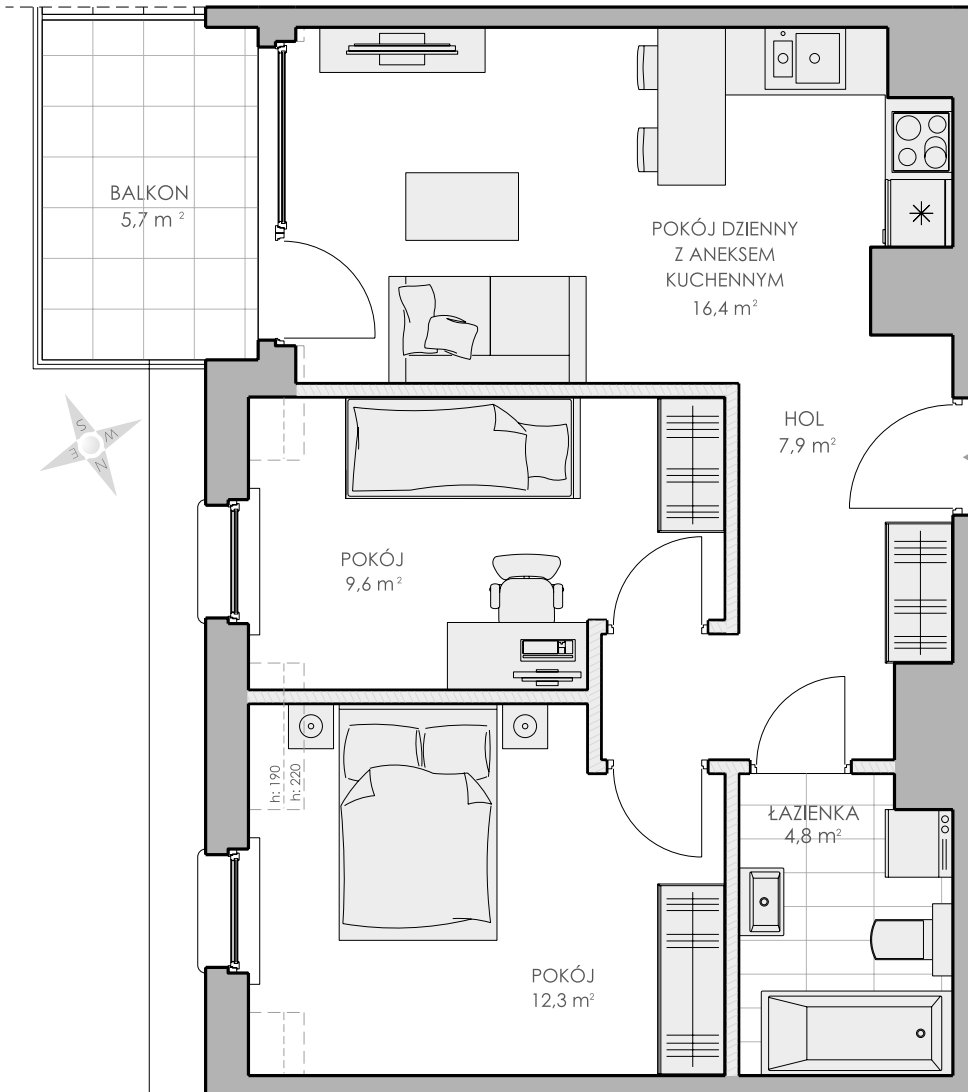 BALKON
5,7 m²
POKÓJ DZIENNY
Z ANEKSEM
KUCHENNYM
16,4 m²
S
W
E
N
HOL
7,9 m²
POKÓJ
9,6 m²
h: 190
h: 220
ŁAZIENKA
4,8 m²
POKÓJ
12,3 m²